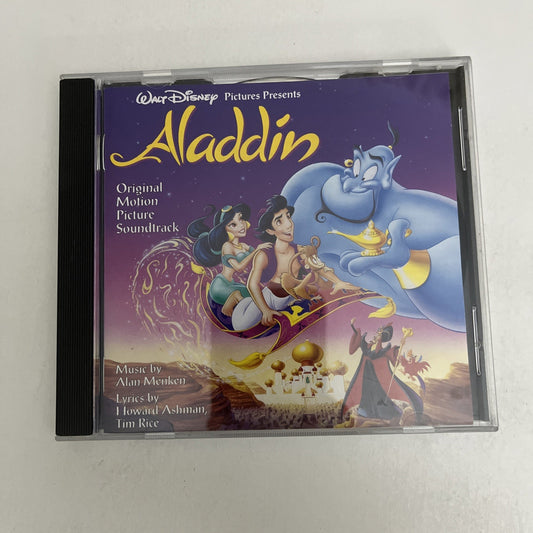 Walt Disney Pictures Presents
Aladdin
Original
Motion
Picture
Soundtrack
Music by
Alan Menken
Lyrics by
Howard Ashman,
Tim Rice